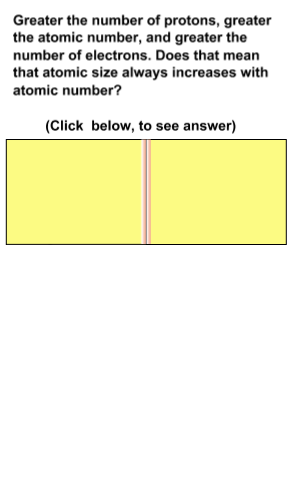 Greater the number of protons, greater
the atomic number, and greater the
number of electrons. Does that mean
that atomic size always increases with
atomic number?
(Click  below, to see answer)